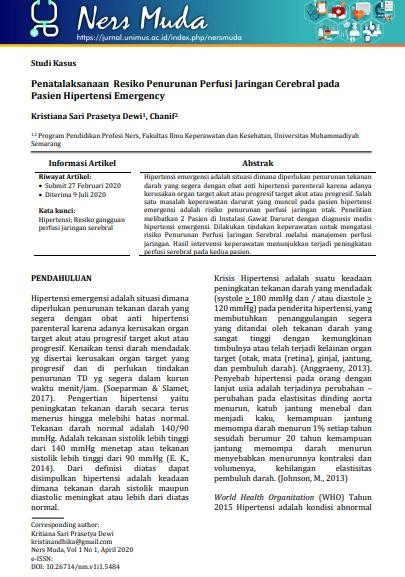 Ners Muda
https://jurnal.unimus.ac.id/index.php/nersmuda
Studi Kasus
Penatalaksanaan Resiko Penurunan Perfusi Jaringan Cerebral pada
Pasien Hipertensi Emergency
Kristiana Sari Prasetya Dewi¹, Chanif²
¹,² Program Pendidikan Profesi Ners, Fakultas Ilmu Keperawatan dan Kesehatan, Universitas Muhammadiyah
Semarang
Informasi Artikel
Riwayat Artikel:
• Submit 27 Februari 2020
• Diterima 9 Juli 2020
Kata kunci:
Hipertensi; Resiko gangguan
perfusi jaringan serebral
Abstrak
Hipertensi emergensi adalah situasi dimana diperlukan penurunan tekanan
darah yang segera dengan obat anti hipertensi parenteral karena adanya
kerusakan organ target akut atau progresif target akut atau progresif. Salah
satu masalah keperawatan darurat yang muncul pada pasien hipertensi
emergensi adalah risiko penurunan perfusi jaringan otak. Penelitian
melibatkan 2 Pasien di Instalasi Gawat Darurat dengan diagnosis medis
hipertensi emergensi. Dilakukan tindakan keperawatan untuk mengatasi
risiko Penurunan Perfusi Jaringan Serebral melalui manajemen perfusi
jaringan. Hasil intervensi keperawatan menunjukkan terjadi peningkatan
perfusi serebral pada kedua pasien.
PENDAHULUAN
Hipertensi emergensi adalah situasi dimana
diperlukan penurunan tekanan darah yang
segera dengan obat anti hipertensi
parenteral karena adanya kerusakan organ
target akut atau progresif target akut atau
progresif. Kenaikan tensi darah mendadak
yg disertai kerusakan organ target yang
progresif dan di perlukan tindakan
penurunan TD yg segera dalam kurun
waktu menit/jam. (Soeparman & Slamet,
2017). Pengertian hipertensi yaitu
peningkatan tekanan darah secara terus
menerus hingga melebihi batas normal.
Tekanan darah normal adalah 140/90
mmHg. Adalah tekanan sistolik lebih tinggi
dari 140 mmHg menetap atau tekanan
sistolik lebih tinggi dari 90 mmHg (E. K.,
2014). Dari definisi diatas dapat
disimpulkan hipertensi adalah keadaan
dimana tekanan darah sistolik maupun
diastolic meningkat atau lebih dari diatas
normal.
Krisis Hipertensi adalah suatu keadaan
peningkatan tekanan darah yang mendadak
(systole > 180 mmHg dan / atau diastole >
120 mmHg) pada penderita hipertensi, yang
membutuhkan penanggulangan segera
yang ditandai oleh tekanan darah yang
sangat tinggi dengan kemungkinan
timbulnya atau telah terjadi kelainan organ
target (otak, mata (retina), ginjal, jantung,
dan pembuluh darah). (Anggraeny, 2013).
Penyebab hipertensi pada orang dengan
lanjut usia adalah terjadinya perubahan –
perubahan pada elastisitas dinding aorta
menurun, katub jantung menebal dan
menjadi kaku, kemampuan jantung
memompa darah menurun 1% setiap tahun
sesudah berumur 20 tahun kemampuan
jantung memompa darah menurun
menyebabkan menurunnya kontraksi dan
volumenya, kehilangan elastisitas
pembuluh darah. (Johnson, M., 2013)
World Health Organitation (WHO) Tahun
2015 Hipertensi adalah kondisi abnormal
Corresponding author:
Kritiana Sari Prasetya Dewi
kristinandhika@gmail.com
Ners Muda, Vol 1 No 1, April 2020
e-ISSN:
DOI: 10.26714/nm.v1i1.5484